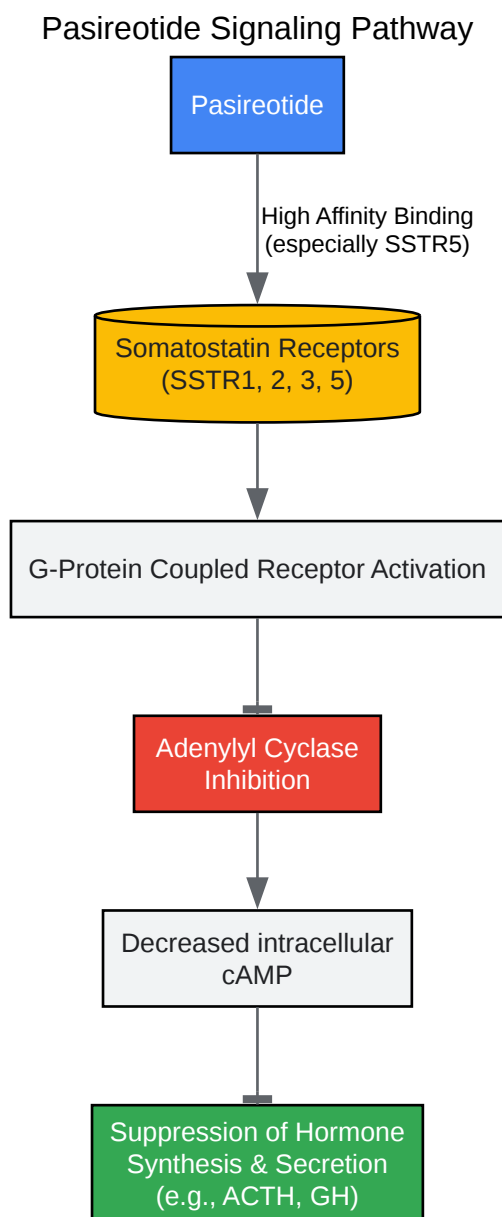 Pasireotide Signaling Pathway
Pasireotide
High Affinity Binding
(especially SSTR5)
Somatostatin Receptors
(SSTR1, 2, 3, 5)
G-Protein Coupled Receptor Activation
Adenylyl Cyclase
Inhibition
Decreased intracellular
cAMP
Suppression of Hormone
Synthesis & Secretion
(e.g., ACTH, GH)